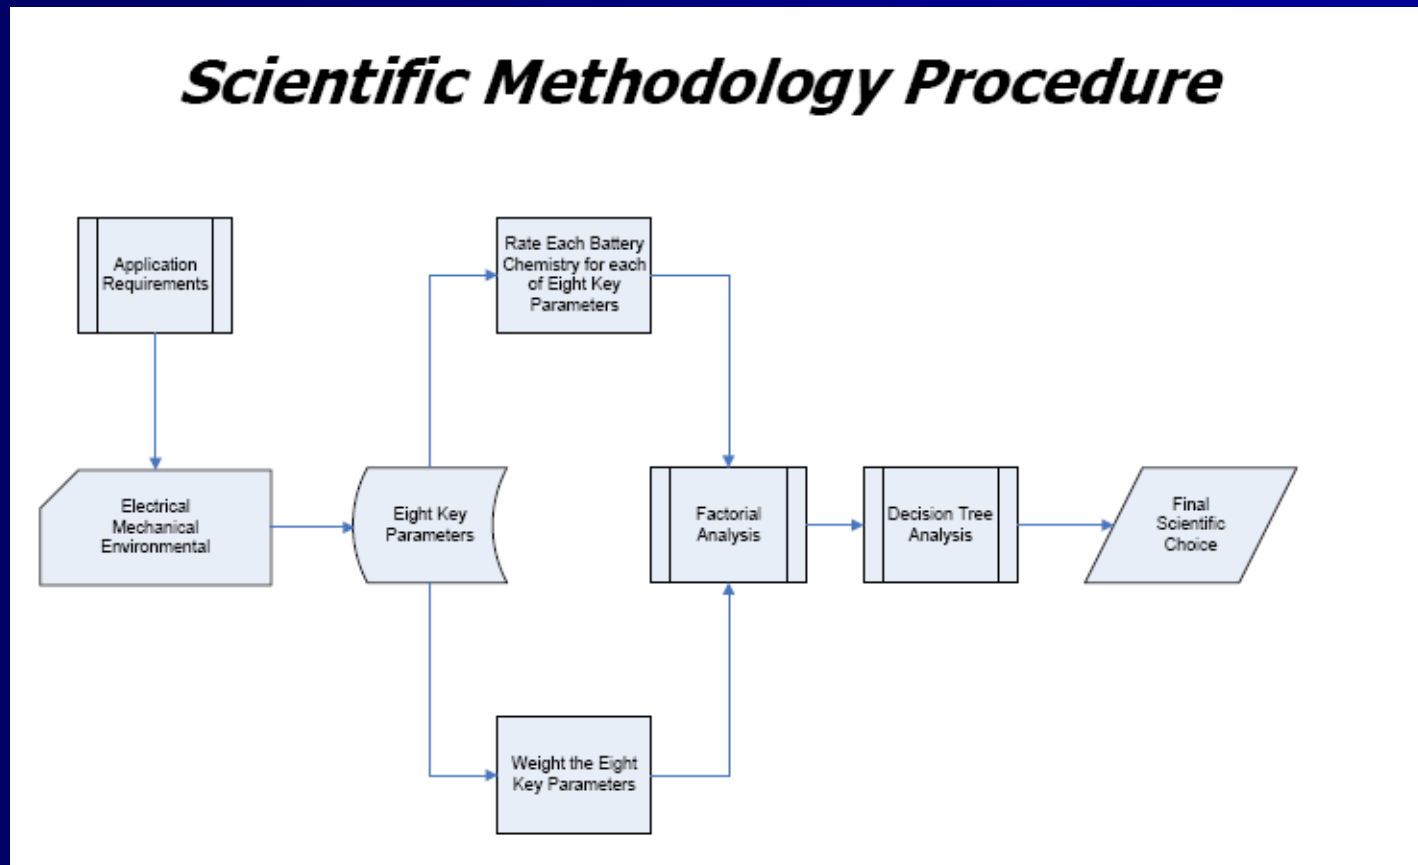 Scientific Methodology Procedure
Application
Requirements
Rate Each Battery
Chemistry for each
of Eight Key
Parameters
Electrical
Mechanical
Environmental
Eight Key
Parameters
Factorial
Analysis
Decision Tree
Analysis
Final
Scientific
Choice
Weight the Eight
Key Parameters